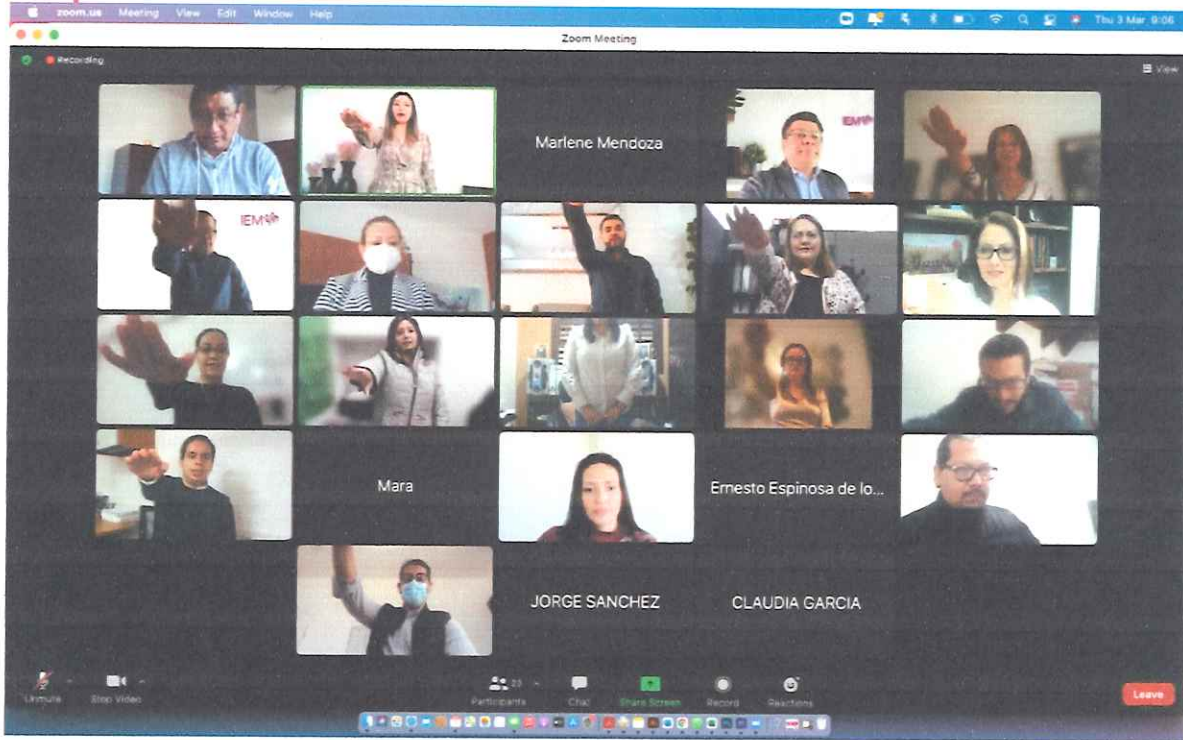 zoom.us Meeting View Edit Window Help
Thu 3 Mar 9:06
Zoom Meeting
Recording
View
Marlene Mendoza
IEM
IEM
Mara
Ernesto Espinosa de lo...
JORGE SANCHEZ
CLAUDIA GARCIA
Unmute
Stop Video
Participants
Chat
Share Screen
Record
Reactions
Leave